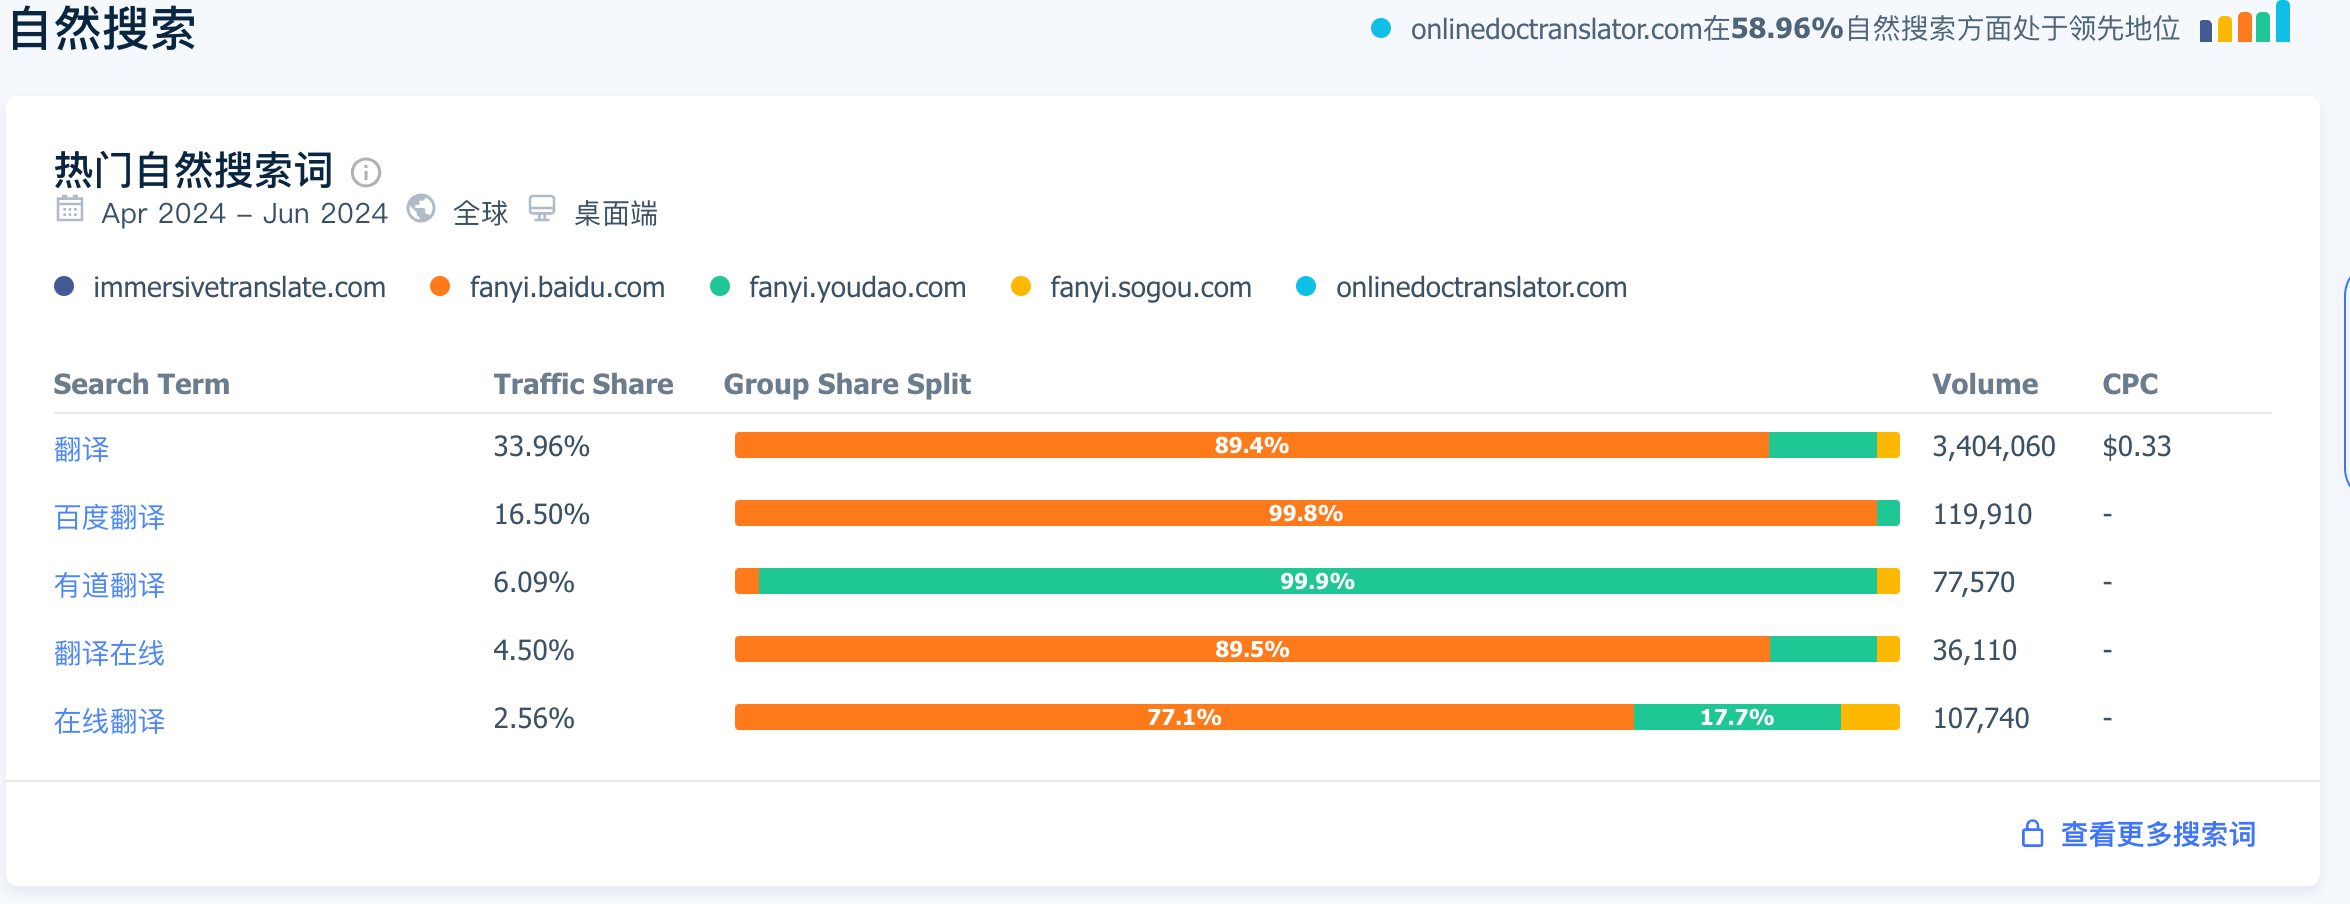 自然搜索
onlinedoctranslator.com在58.96%自然搜索方面处于领先地位
热门自然搜索词
Apr 2024 – Jun 2024 全球 桌面端
immersivetranslate.com fanyi.baidu.com fanyi.youdao.com fanyi.sogou.com onlinedoctranslator.com
Search Term Traffic Share Group Share Split Volume CPC
翻译 33.96% 89.4% 3,404,060 $0.33
百度翻译 16.50% 99.8% 119,910 -
有道翻译 6.09% 99.9% 77,570 -
翻译在线 4.50% 89.5% 36,110 -
在线翻译 2.56% 77.1% 17.7% 107,740 -
查看更多搜索词